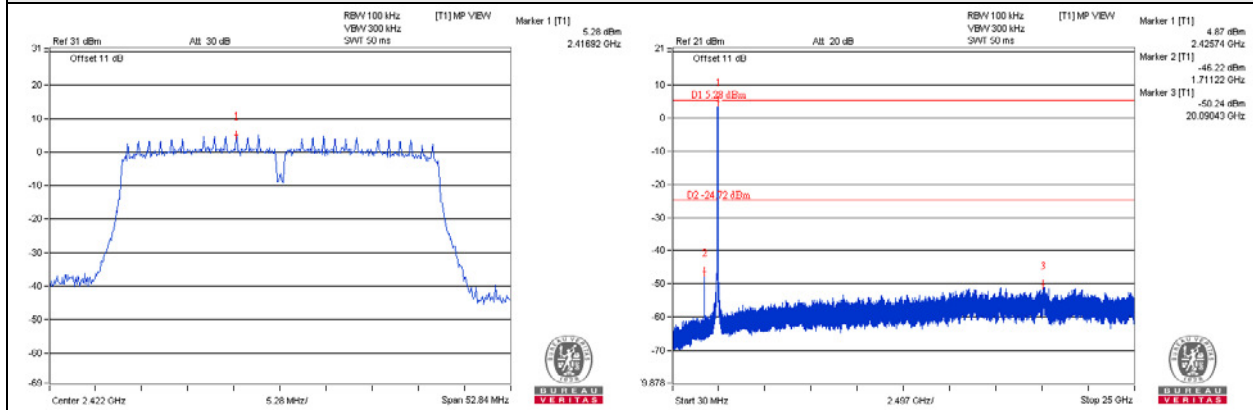 RBW 100 kHz
VBW 300 kHz
SWT 50 ms
[T1] MP VIEW
Ref 31 dBm
Att 30 dB
Marker 1 [T1]
5.28 dBm
2.41692 GHz
31
Offset 11 dB
20
10
0
-10
-20
-30
-40
-50
-60
-69
1
Center 2.422 GHz
5.28 MHz/
Span 52.84 MHz
BUREAU
VERITAS
RBW 100 kHz
VBW 300 kHz
SWT 50 ms
[T1] MP VIEW
Ref 21 dBm
Att 20 dB
Marker 1 [T1]
4.87 dBm
2.42574 GHz
Marker 2 [T1]
-46.22 dBm
1.71122 GHz
Marker 3 [T1]
-50.24 dBm
20.09043 GHz
21
Offset 11 dB
10
0
-10
-20
-30
-40
-50
-60
-70
9.878
1
D1 5.28 dBm
D2 -24.72 dBm
2
3
Start 30 MHz
2.497 GHz/
Stop 25 GHz
BUREAU
VERITAS